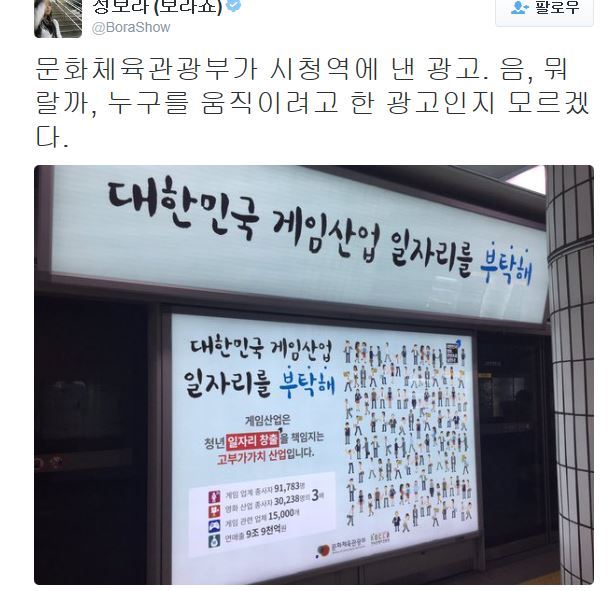 정보라 (보라쇼)
@BoraShow
팔로우
문화체육관광부가 시청역에 낸 광고. 음, 뭐
랄까, 누구를 움직이려고 한 광고인지 모르겠
다.
대한민국 게임산업 일자리를 부탁해
대한민국 게임산업
일자리를 부탁해
게임산업은
청년 일자리 창출을 책임지는
고부가가치 산업입니다.
게임 업계 종사자 91,783명
영화 산업 종사자 30,238명의 3배
게임 관련 업체 15,000개
연매출 9조 9천억원
문화체육관광부